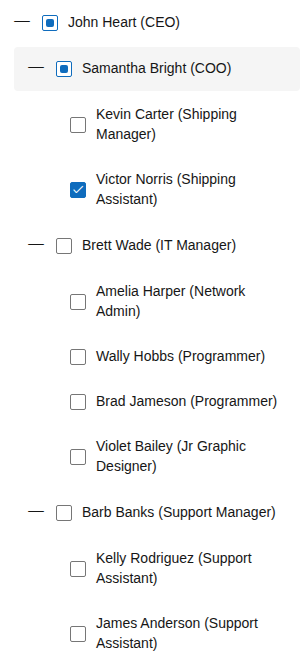 John Heart (CEO)
Samantha Bright (COO)
Kevin Carter (Shipping
Manager)
Victor Norris (Shipping
Assistant)
Brett Wade (IT Manager)
Amelia Harper (Network
Admin)
Wally Hobbs (Programmer)
Brad Jameson (Programmer)
Violet Bailey (Jr Graphic
Designer)
Barb Banks (Support Manager)
Kelly Rodriguez (Support
Assistant)
James Anderson (Support
Assistant)